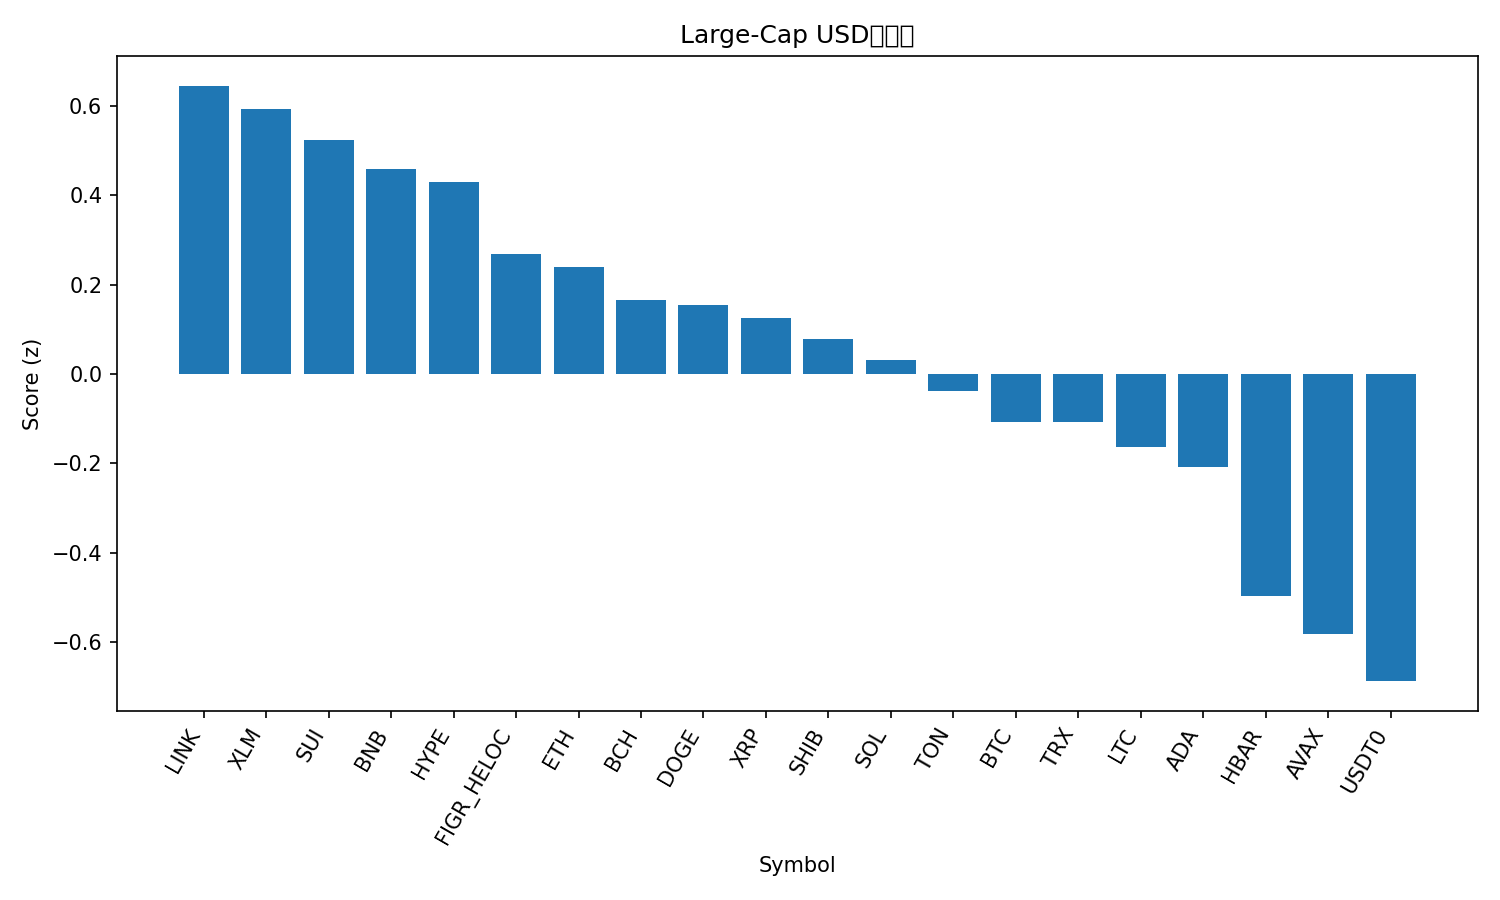 Large-Cap USD
Score (z)
0.6
0.4
0.2
0.0
−0.2
−0.4
−0.6
LINK
XLM
SUI
BNB
HYPE
FIGR_HELOC
ETH
BCH
DOGE
XRP
SHIB
SOL
TON
BTC
TRX
LTC
ADA
HBAR
AVAX
USDT0
Symbol